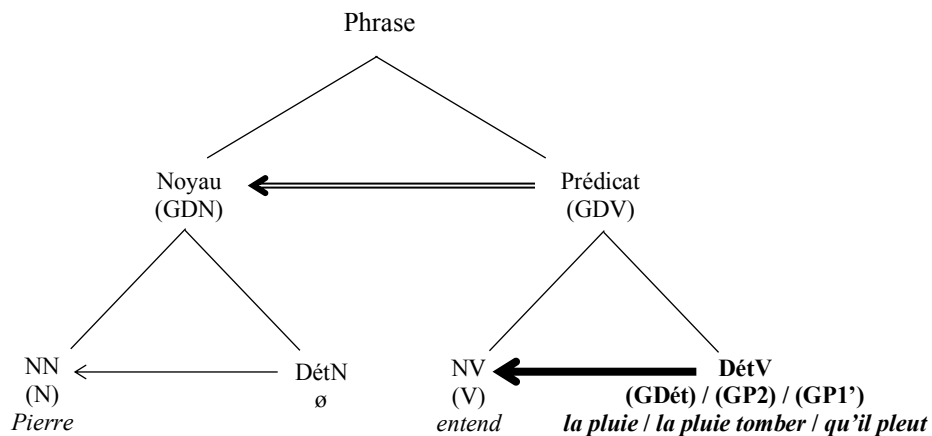 Phrase
Noyau Prédicat
(GDN) (GDV)
NN DétN NV DétV
(N) ø (V) (GDét) / (GP2) / (GP1’)
Pierre entend la pluie / la pluie tomber / qu’il pleut